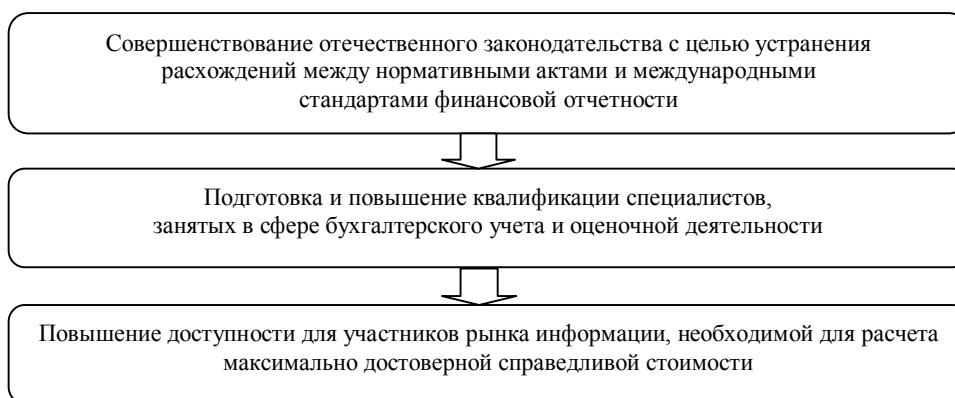 Совершенствование отечественного законодательства с целью устранения
расхождений между нормативными актами и международными
стандартами финансовой отчетности
Подготовка и повышение квалификации специалистов,
занятых в сфере бухгалтерского учета и оценочной деятельности
Повышение доступности для участников рынка информации, необходимой для расчета
максимально достоверной справедливой стоимости